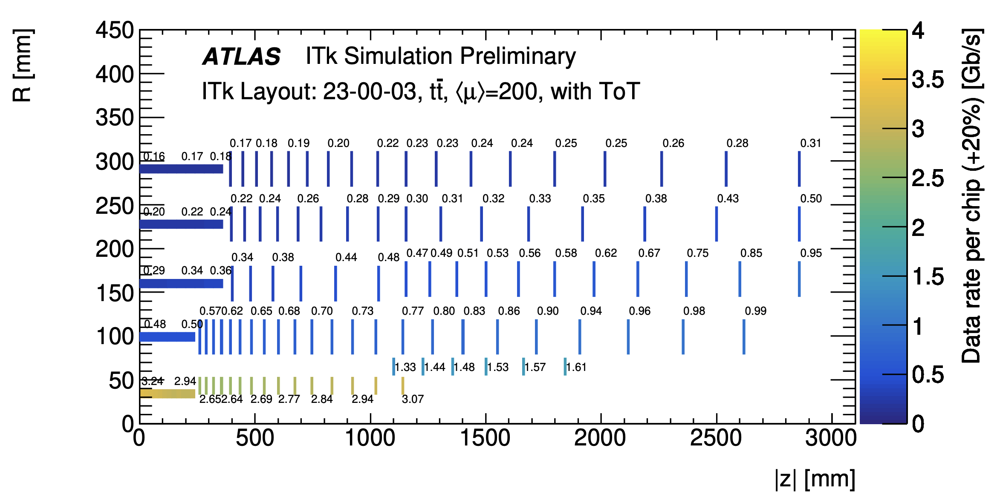 R [mm]
450
400
350
300
250
200
150
100
50
0
ATLAS ITk Simulation Preliminary
ITk Layout: 23-00-03, tt̄, ⟨μ⟩=200, with ToT
0.17 0.18 0.19 0.20 0.22 0.23 0.23 0.24 0.24 0.25 0.25 0.26 0.28 0.31
0.16 0.17 0.18
0.22 0.24 0.26 0.28 0.29 0.30 0.31 0.32 0.33 0.35 0.38 0.43 0.50
0.20 0.22 0.24
0.47 0.49 0.51 0.53 0.56 0.58 0.62 0.67 0.75 0.85 0.95
0.34 0.38 0.44 0.48
0.29 0.34 0.36
0.57 0.62 0.65 0.68 0.70 0.73 0.77 0.80 0.83 0.86 0.90 0.94 0.96 0.98 0.99
0.48 0.50
1.33 1.44 1.48 1.53 1.57 1.61
3.24 2.94
2.65 2.64 2.69 2.77 2.84 2.94 3.07
0 500 1000 1500 2000 2500 3000
|z| [mm]
4
3.5
3
2.5
2
1.5
1
0.5
0
Data rate per chip (+20%) [Gb/s]